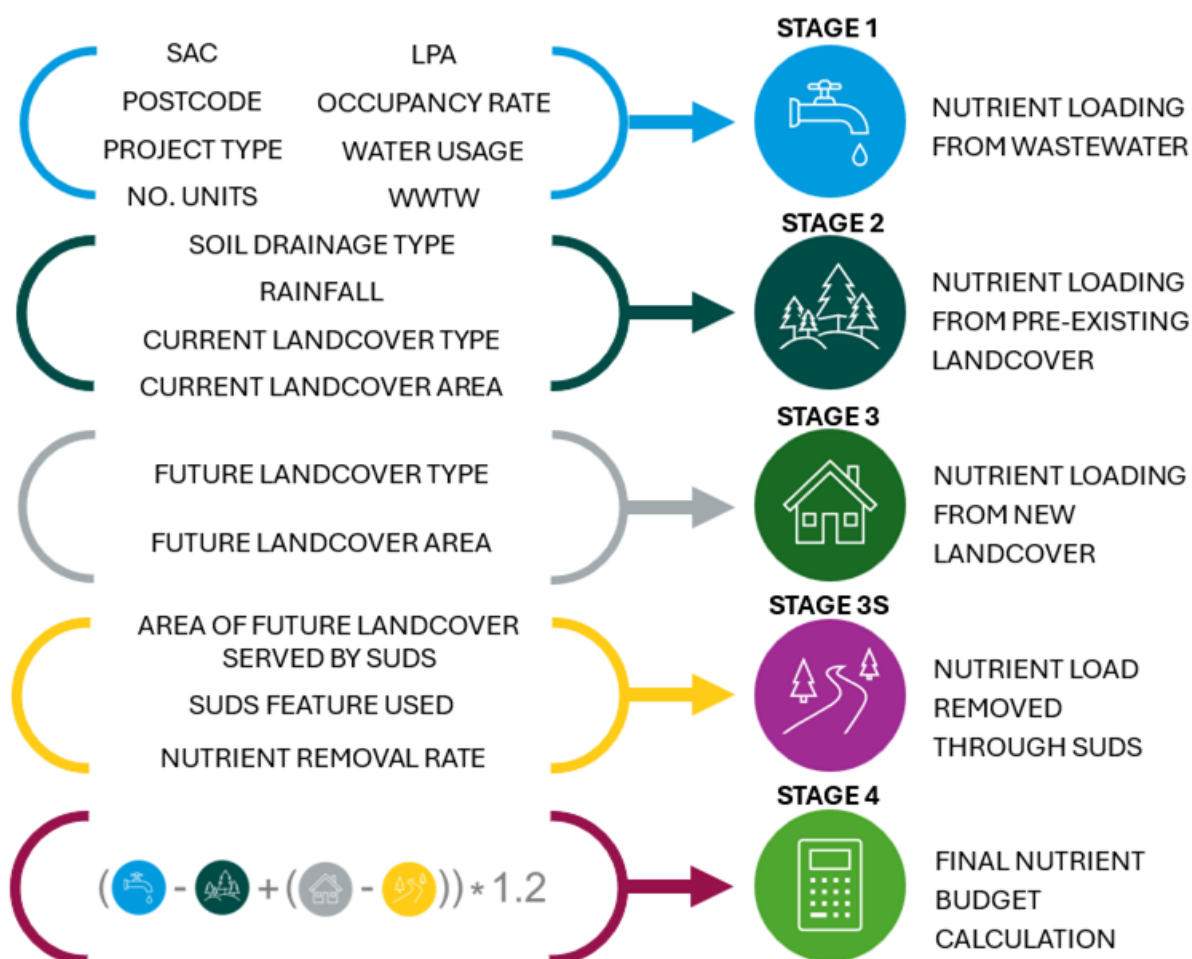 STAGE 1
SAC
LPA
POSTCODE
OCCUPANCY RATE
PROJECT TYPE
WATER USAGE
NO. UNITS
WWTW
NUTRIENT LOADING
FROM WASTEWATER
STAGE 2
SOIL DRAINAGE TYPE
RAINFALL
CURRENT LANDCOVER TYPE
CURRENT LANDCOVER AREA
NUTRIENT LOADING
FROM PRE-EXISTING
LANDCOVER
STAGE 3
FUTURE LANDCOVER TYPE
FUTURE LANDCOVER AREA
NUTRIENT LOADING
FROM NEW
LANDCOVER
STAGE 3S
AREA OF FUTURE LANDCOVER
SERVED BY SUDS
SUDS FEATURE USED
NUTRIENT REMOVAL RATE
NUTRIENT LOAD
REMOVED
THROUGH SUDS
STAGE 4
( - + ( - )) * 1.2
FINAL NUTRIENT
BUDGET
CALCULATION